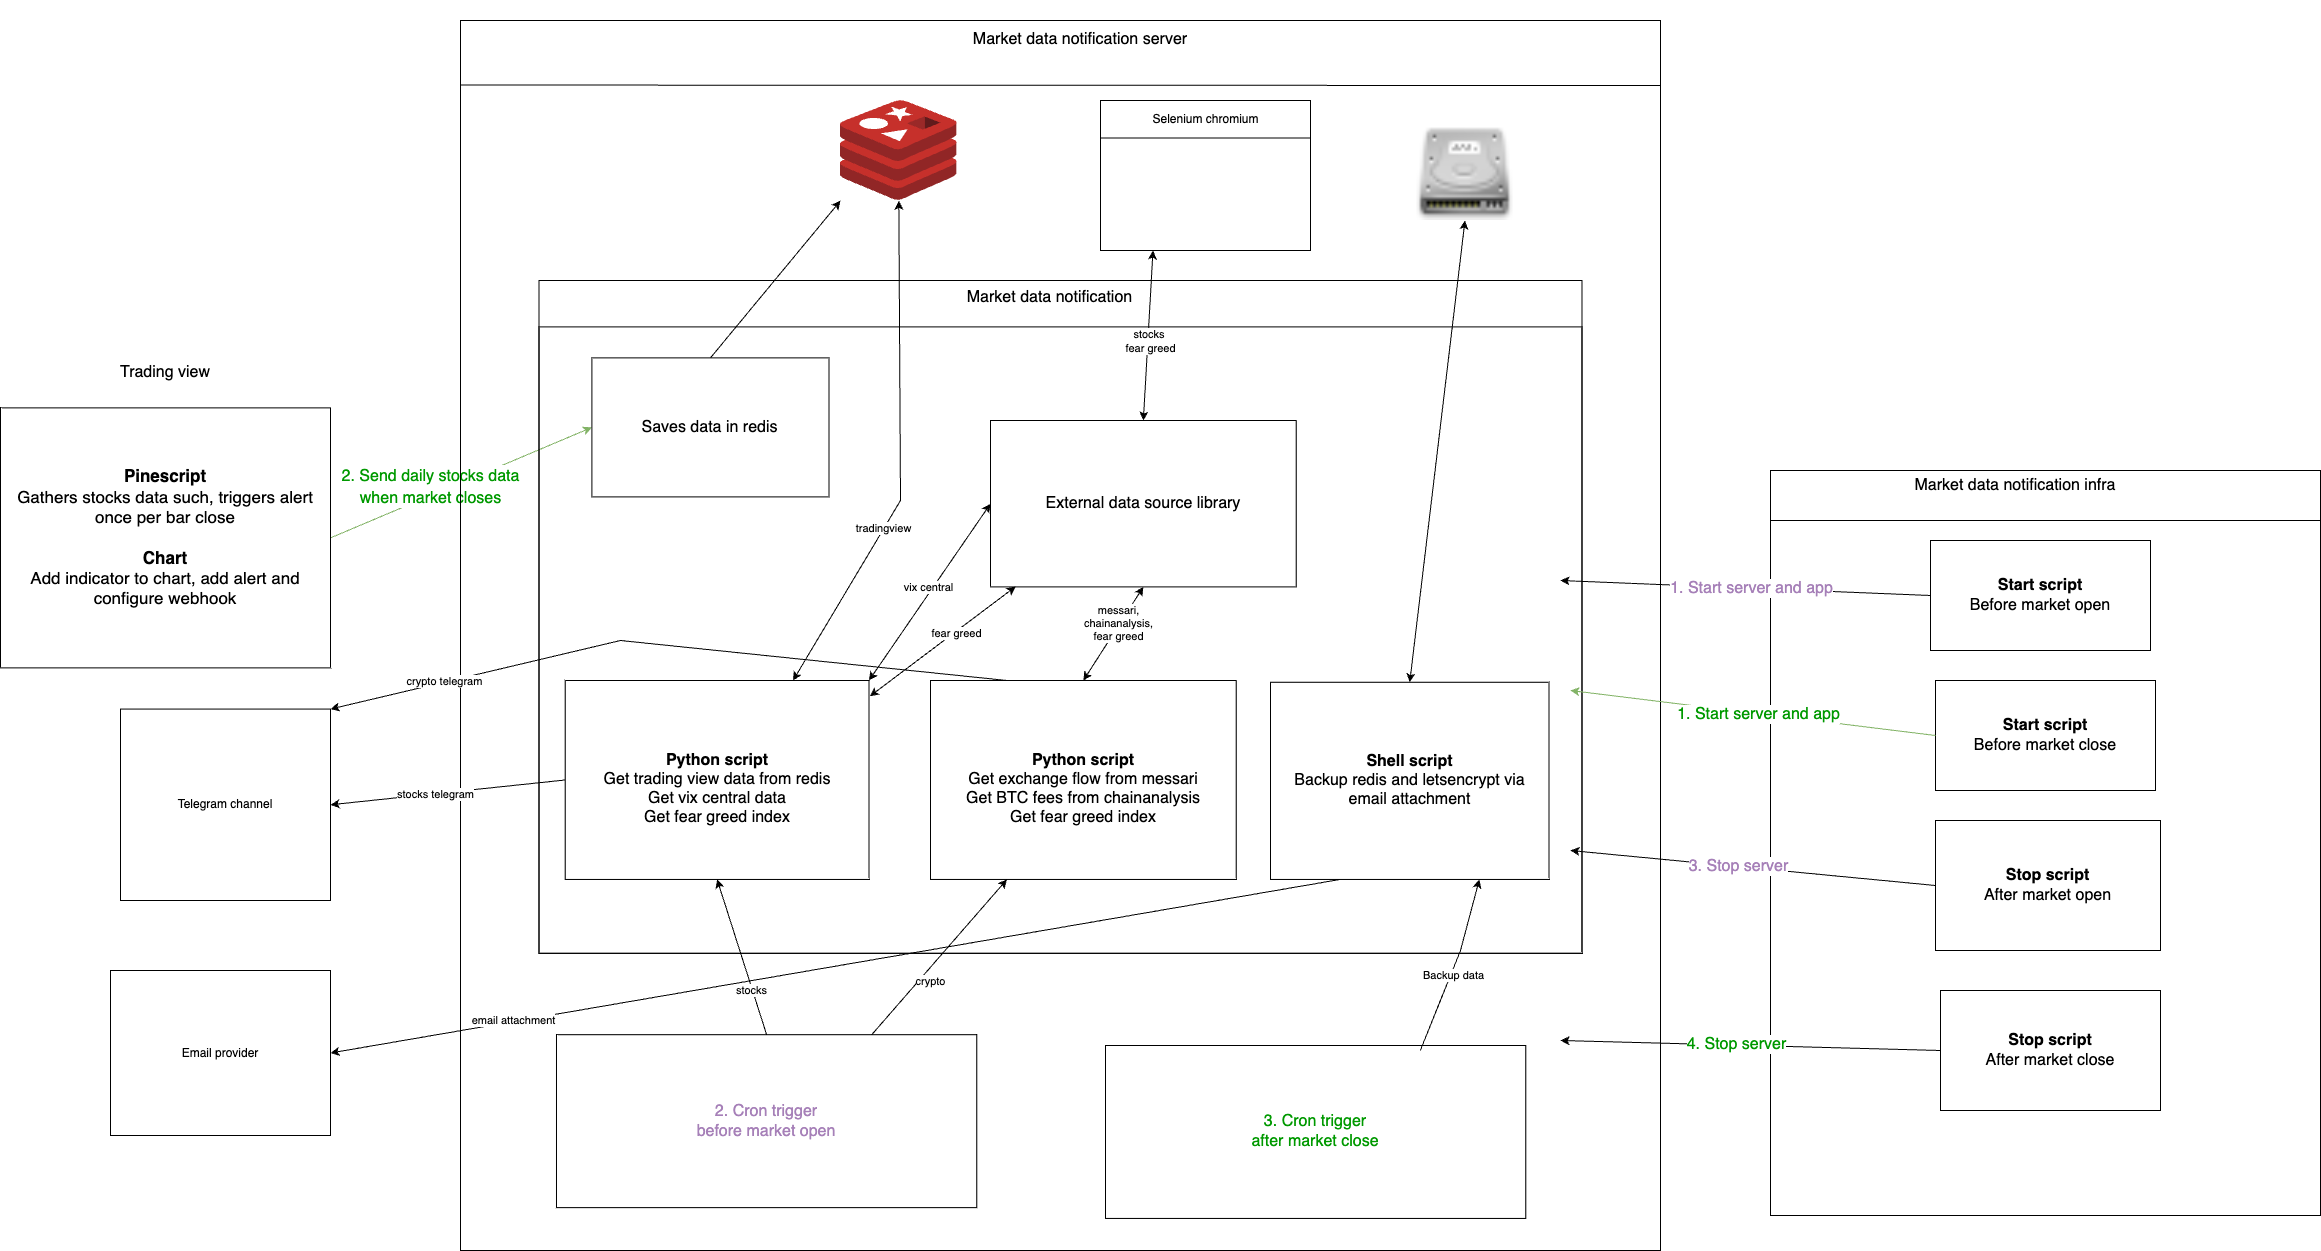 Market data notification server
Selenium chromium
Market data notification
stocks
fear greed
Trading view
Saves data in redis
Pinescript
Gathers stocks data such, triggers alert
once per bar close
Chart
Add indicator to chart, add alert and
configure webhook
2. Send daily stocks data
when market closes
External data source library
tradingview
vix central
fear greed
messari,
chainanalysis,
fear greed
crypto telegram
Telegram channel
stocks telegram
Python script
Get trading view data from redis
Get vix central data
Get fear greed index
Python script
Get exchange flow from messari
Get BTC fees from chainanalysis
Get fear greed index
Shell script
Backup redis and letsencrypt via
email attachment
Market data notification infra
Start script
Before market open
1. Start server and app
Start script
Before market close
1. Start server and app
Stop script
After market open
3. Stop server
Stop script
After market close
4. Stop server
stocks
crypto
Backup data
email attachment
Email provider
2. Cron trigger
before market open
3. Cron trigger
after market close